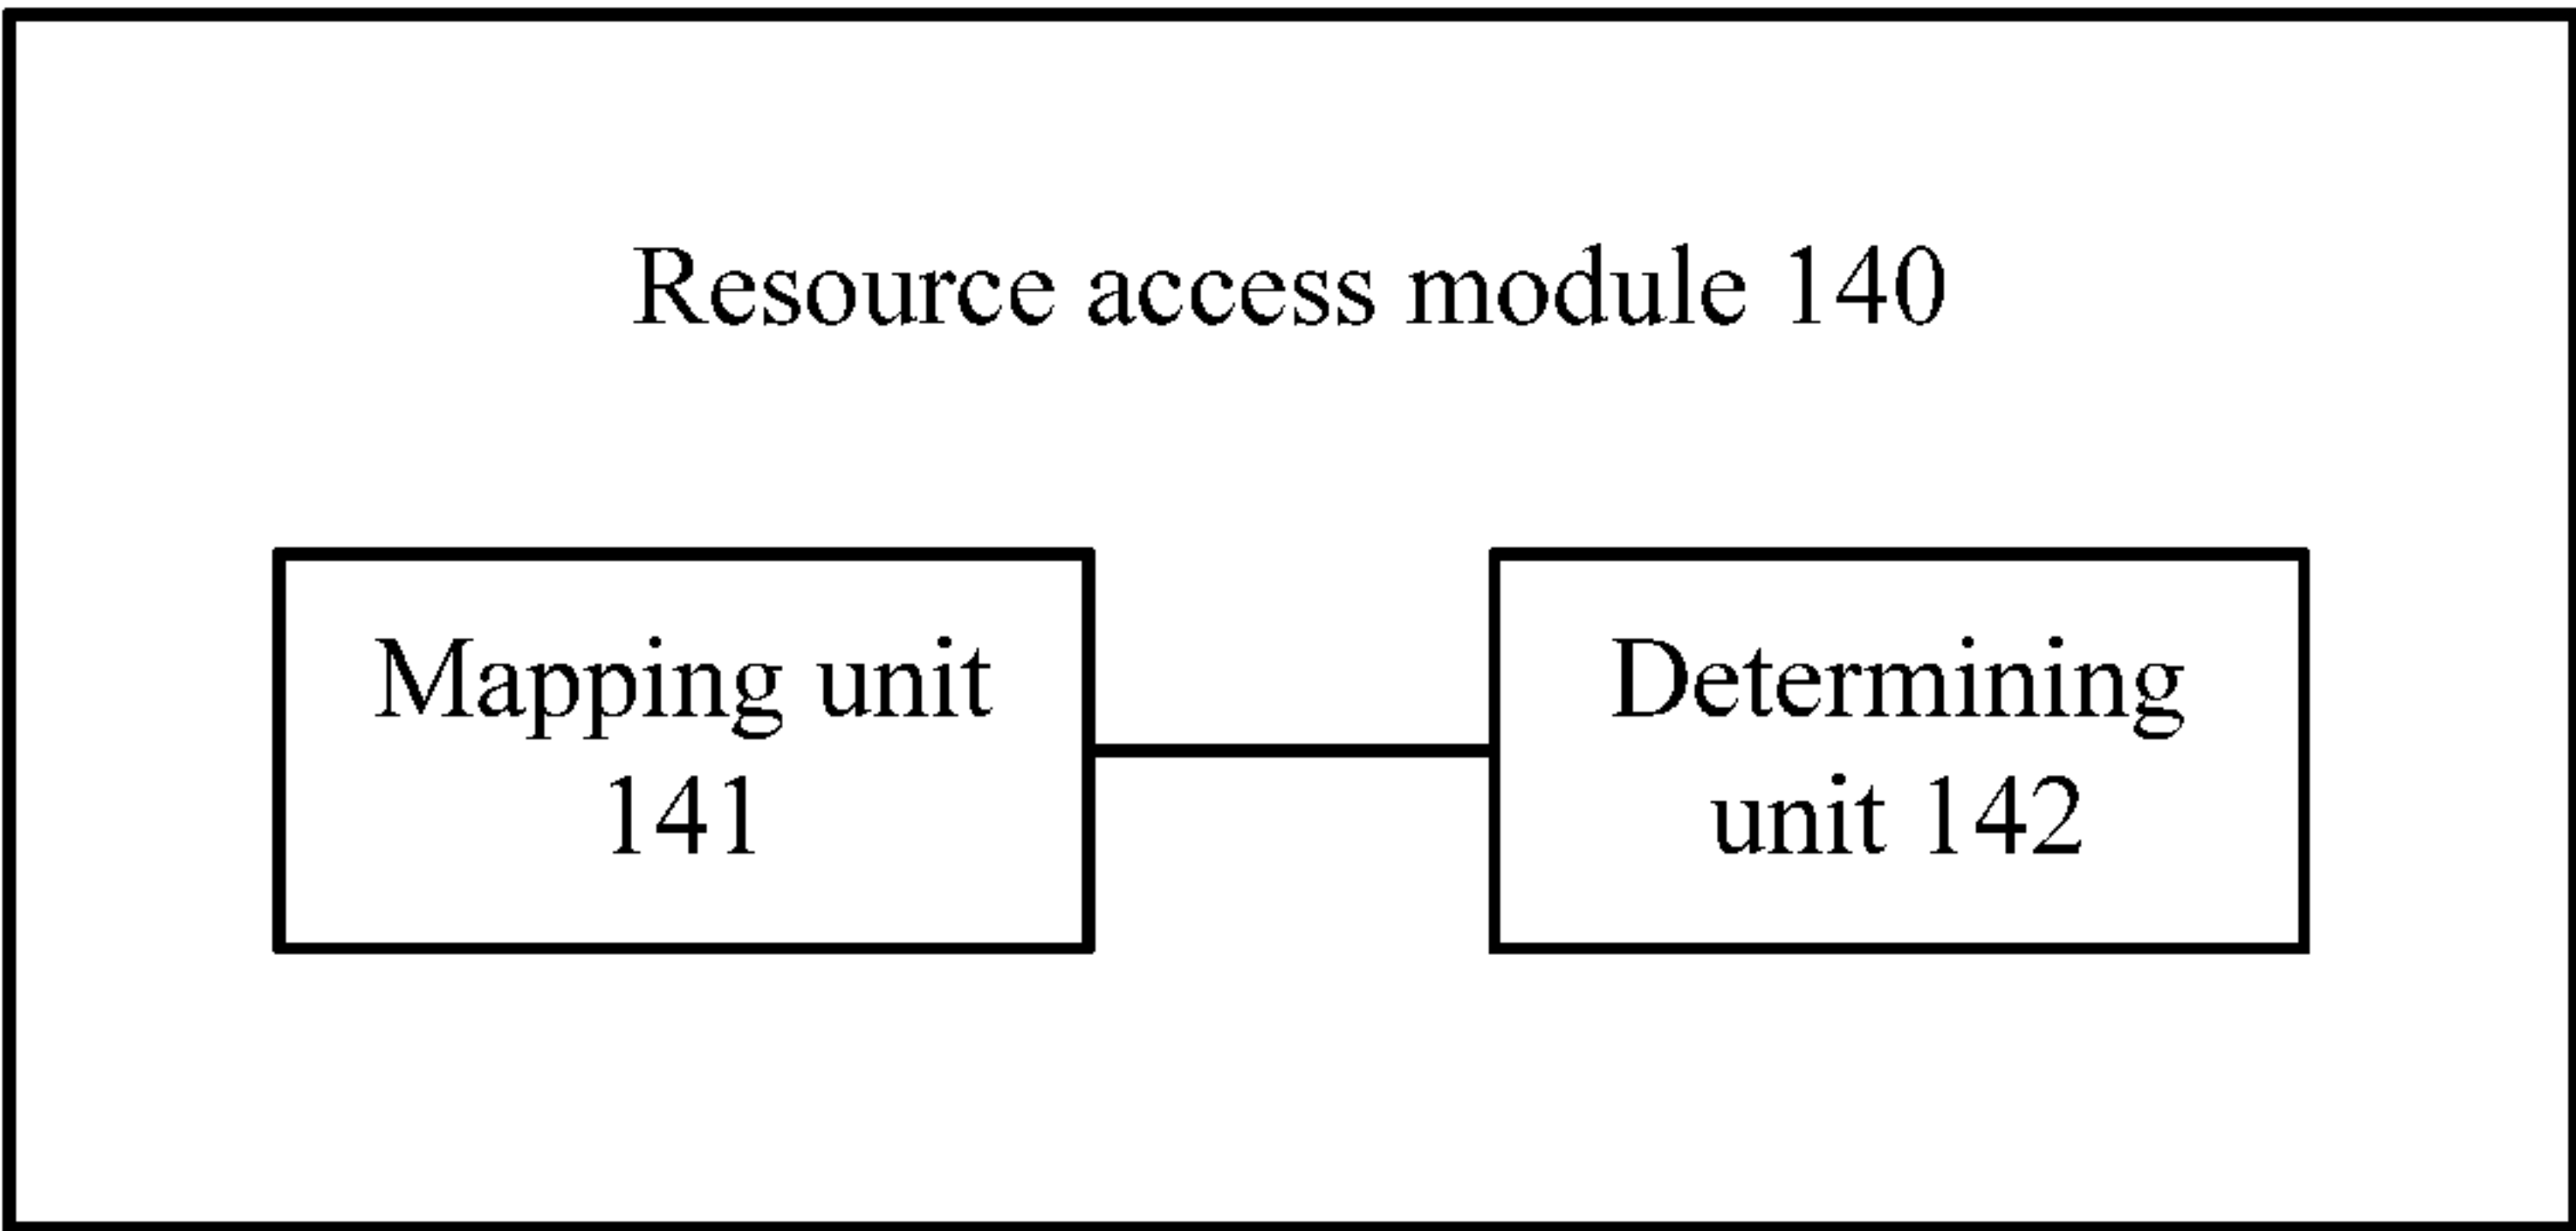 Resource access module 140
Mapping unit
141
Determining
unit 142